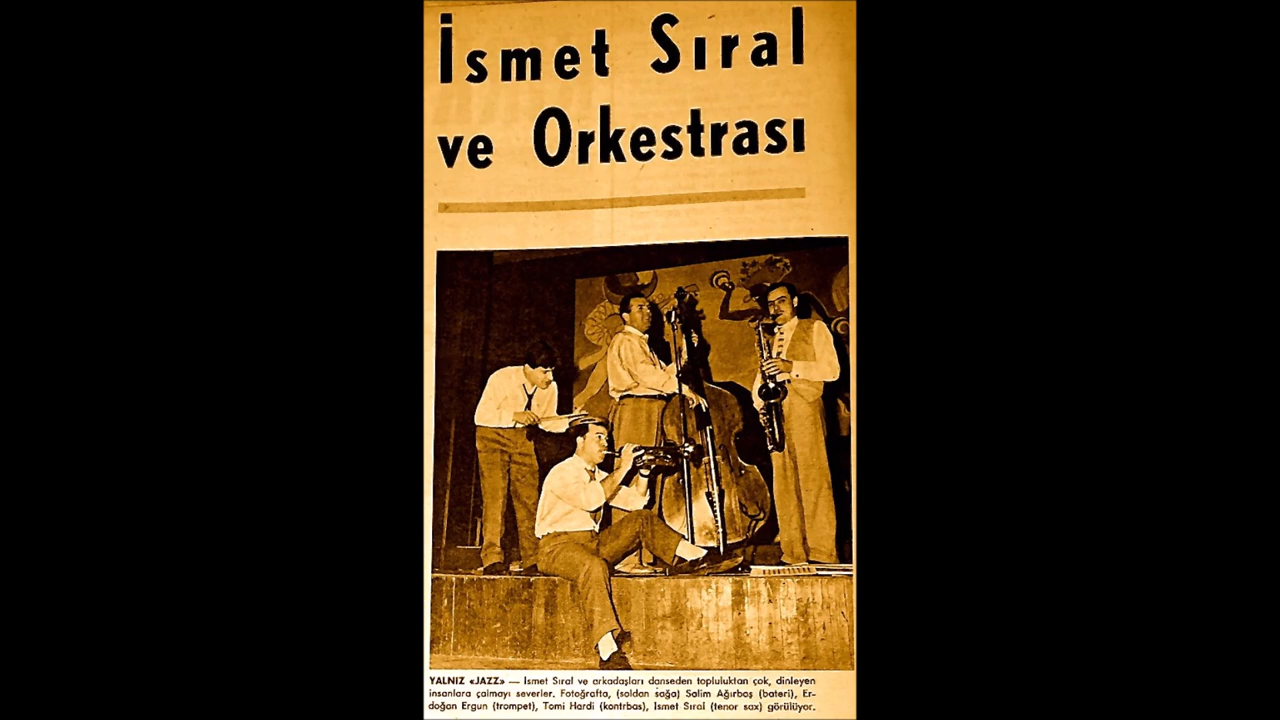 İsmet Sıral
ve Orkestrası
YALNIZ «JAZZ» — İsmet Sıral ve arkadaşları danseden topluluktan çok, dinleyen
insanlara çalmayı severler. Fotoğrafta, (soldan sağa) Salim Ağırbaş (bateri), Er-
doğan Ergun (trompet), Tomi Hardi (kontrbas), İsmet Sıral (tenor sax) görülüyor.